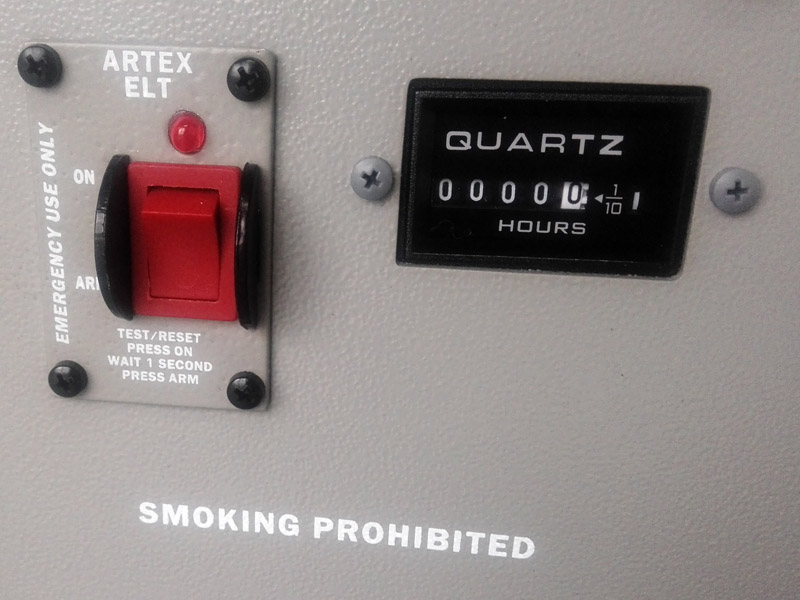 ARTEX
ELT
EMERGENCY USE ONLY
ON
TEST/RESET
PRESS ON
WAIT 1 SECOND
PRESS ARM
QUARTZ
00000 ◄ 1/10
HOURS
SMOKING PROHIBITED